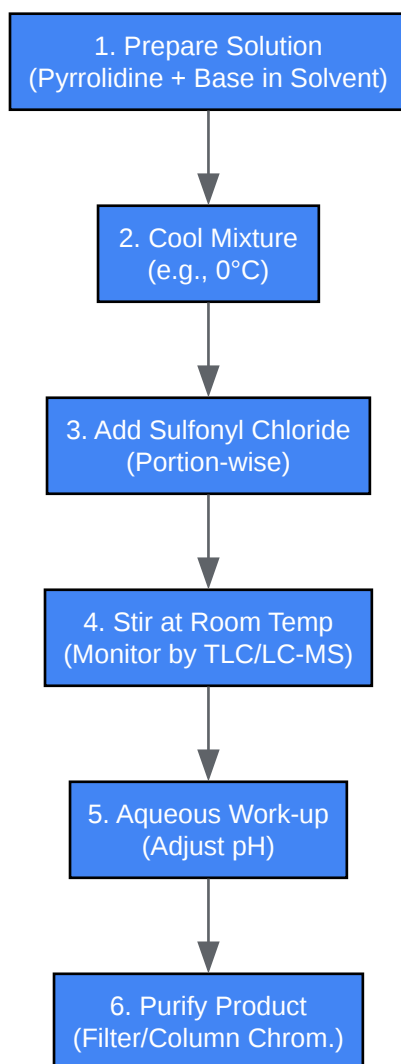 1. Prepare Solution
(Pyrrolidine + Base in Solvent)
2. Cool Mixture
(e.g., 0°C)
3. Add Sulfonyl Chloride
(Portion-wise)
4. Stir at Room Temp
(Monitor by TLC/LC-MS)
5. Aqueous Work-up
(Adjust pH)
6. Purify Product
(Filter/Column Chrom.)